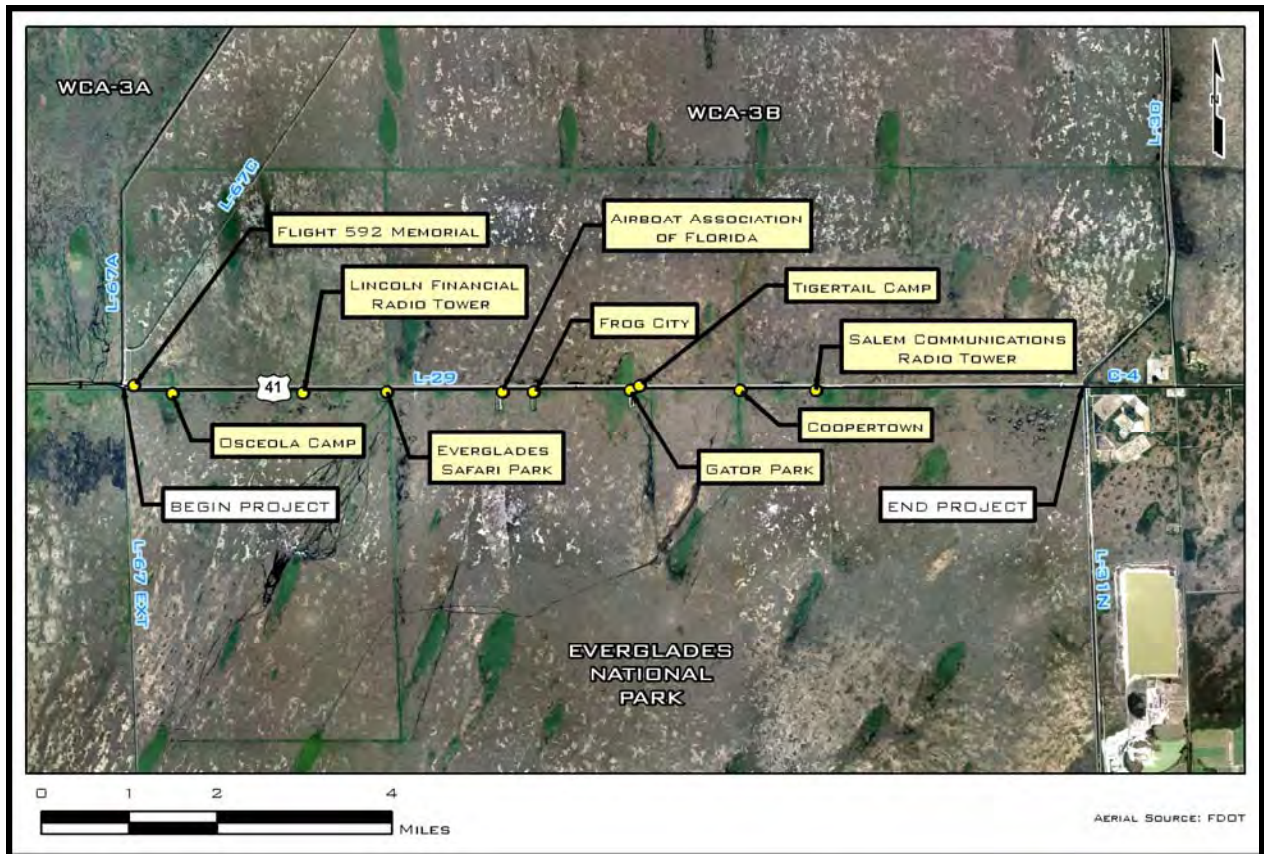 WCA-3A
WCA-3B
L-30
N
L-67C
L-67A
Flight 592 Memorial
Airboat Association
of Florida
Lincoln Financial
Radio Tower
Tigertail Camp
Frog City
Salem Communications
Radio Tower
41
L-29
C-4
Osceola Camp
Everglades
Safari Park
Coopertown
Gator Park
BEGIN PROJECT
END PROJECT
L-67 EXT
L-31N
EVERGLADES
NATIONAL
PARK
0 1 2 4
Miles
Aerial Source: FDOT